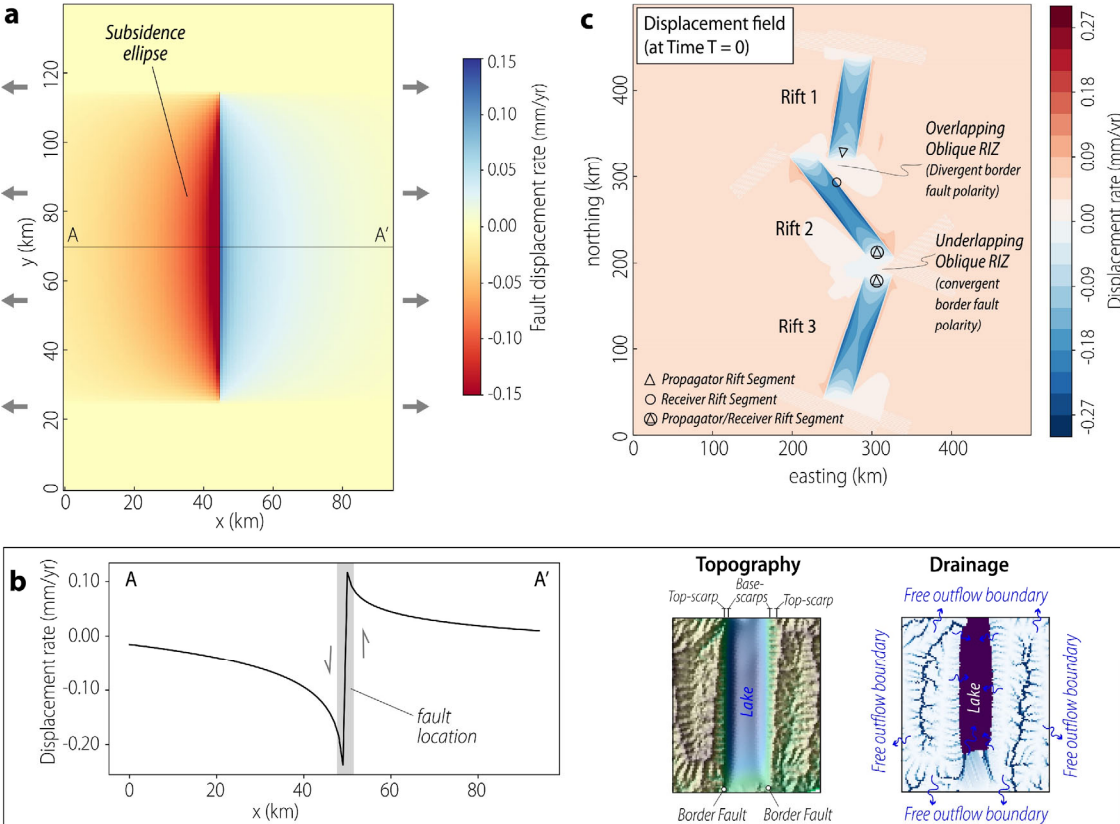 a
Subsidence
ellipse
A
A'
y (km)
0
20
40
60
80
100
120
0
20
40
60
80
x (km)
0.15
0.10
0.05
0.00
-0.05
-0.10
-0.15
Fault displacement rate (mm/yr)
c
Displacement field
(at Time T = 0)
Rift 1
Overlapping
Oblique RIZ
(Divergent border
fault polarity)
Rift 2
Underlapping
Oblique RIZ
(convergent
border fault
polarity)
Rift 3
Propagator Rift Segment
Receiver Rift Segment
Propagator/Receiver Rift Segment
northing (km)
0
100
200
300
400
0
100
200
300
400
easting (km)
0.27
0.18
0.09
0.00
-0.09
-0.18
-0.27
Displacement rate (mm/yr)
b
A
A'
Displacement rate (mm/yr)
0.10
0.00
-0.10
-0.20
fault
location
0
20
40
60
80
x (km)
Topography
Top-scarp
Base-
scarps
Top-scarp
Lake
Border Fault
Border Fault
Drainage
Free outflow boundary
Free outflow boundary
Lake
Free outflow boundary
Free outflow boundary